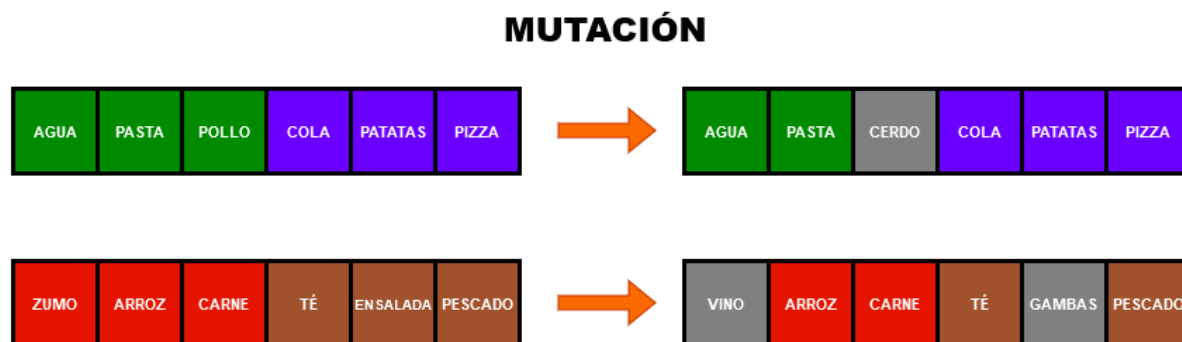 MUTACIÓN
AGUA PASTA POLLO COLA PATATAS PIZZA AGUA PASTA CERDO COLA PATATAS PIZZA
ZUMO ARROZ CARNE TÉ ENSALADA PESCADO VINO ARROZ CARNE TÉ GAMBAS PESCADO